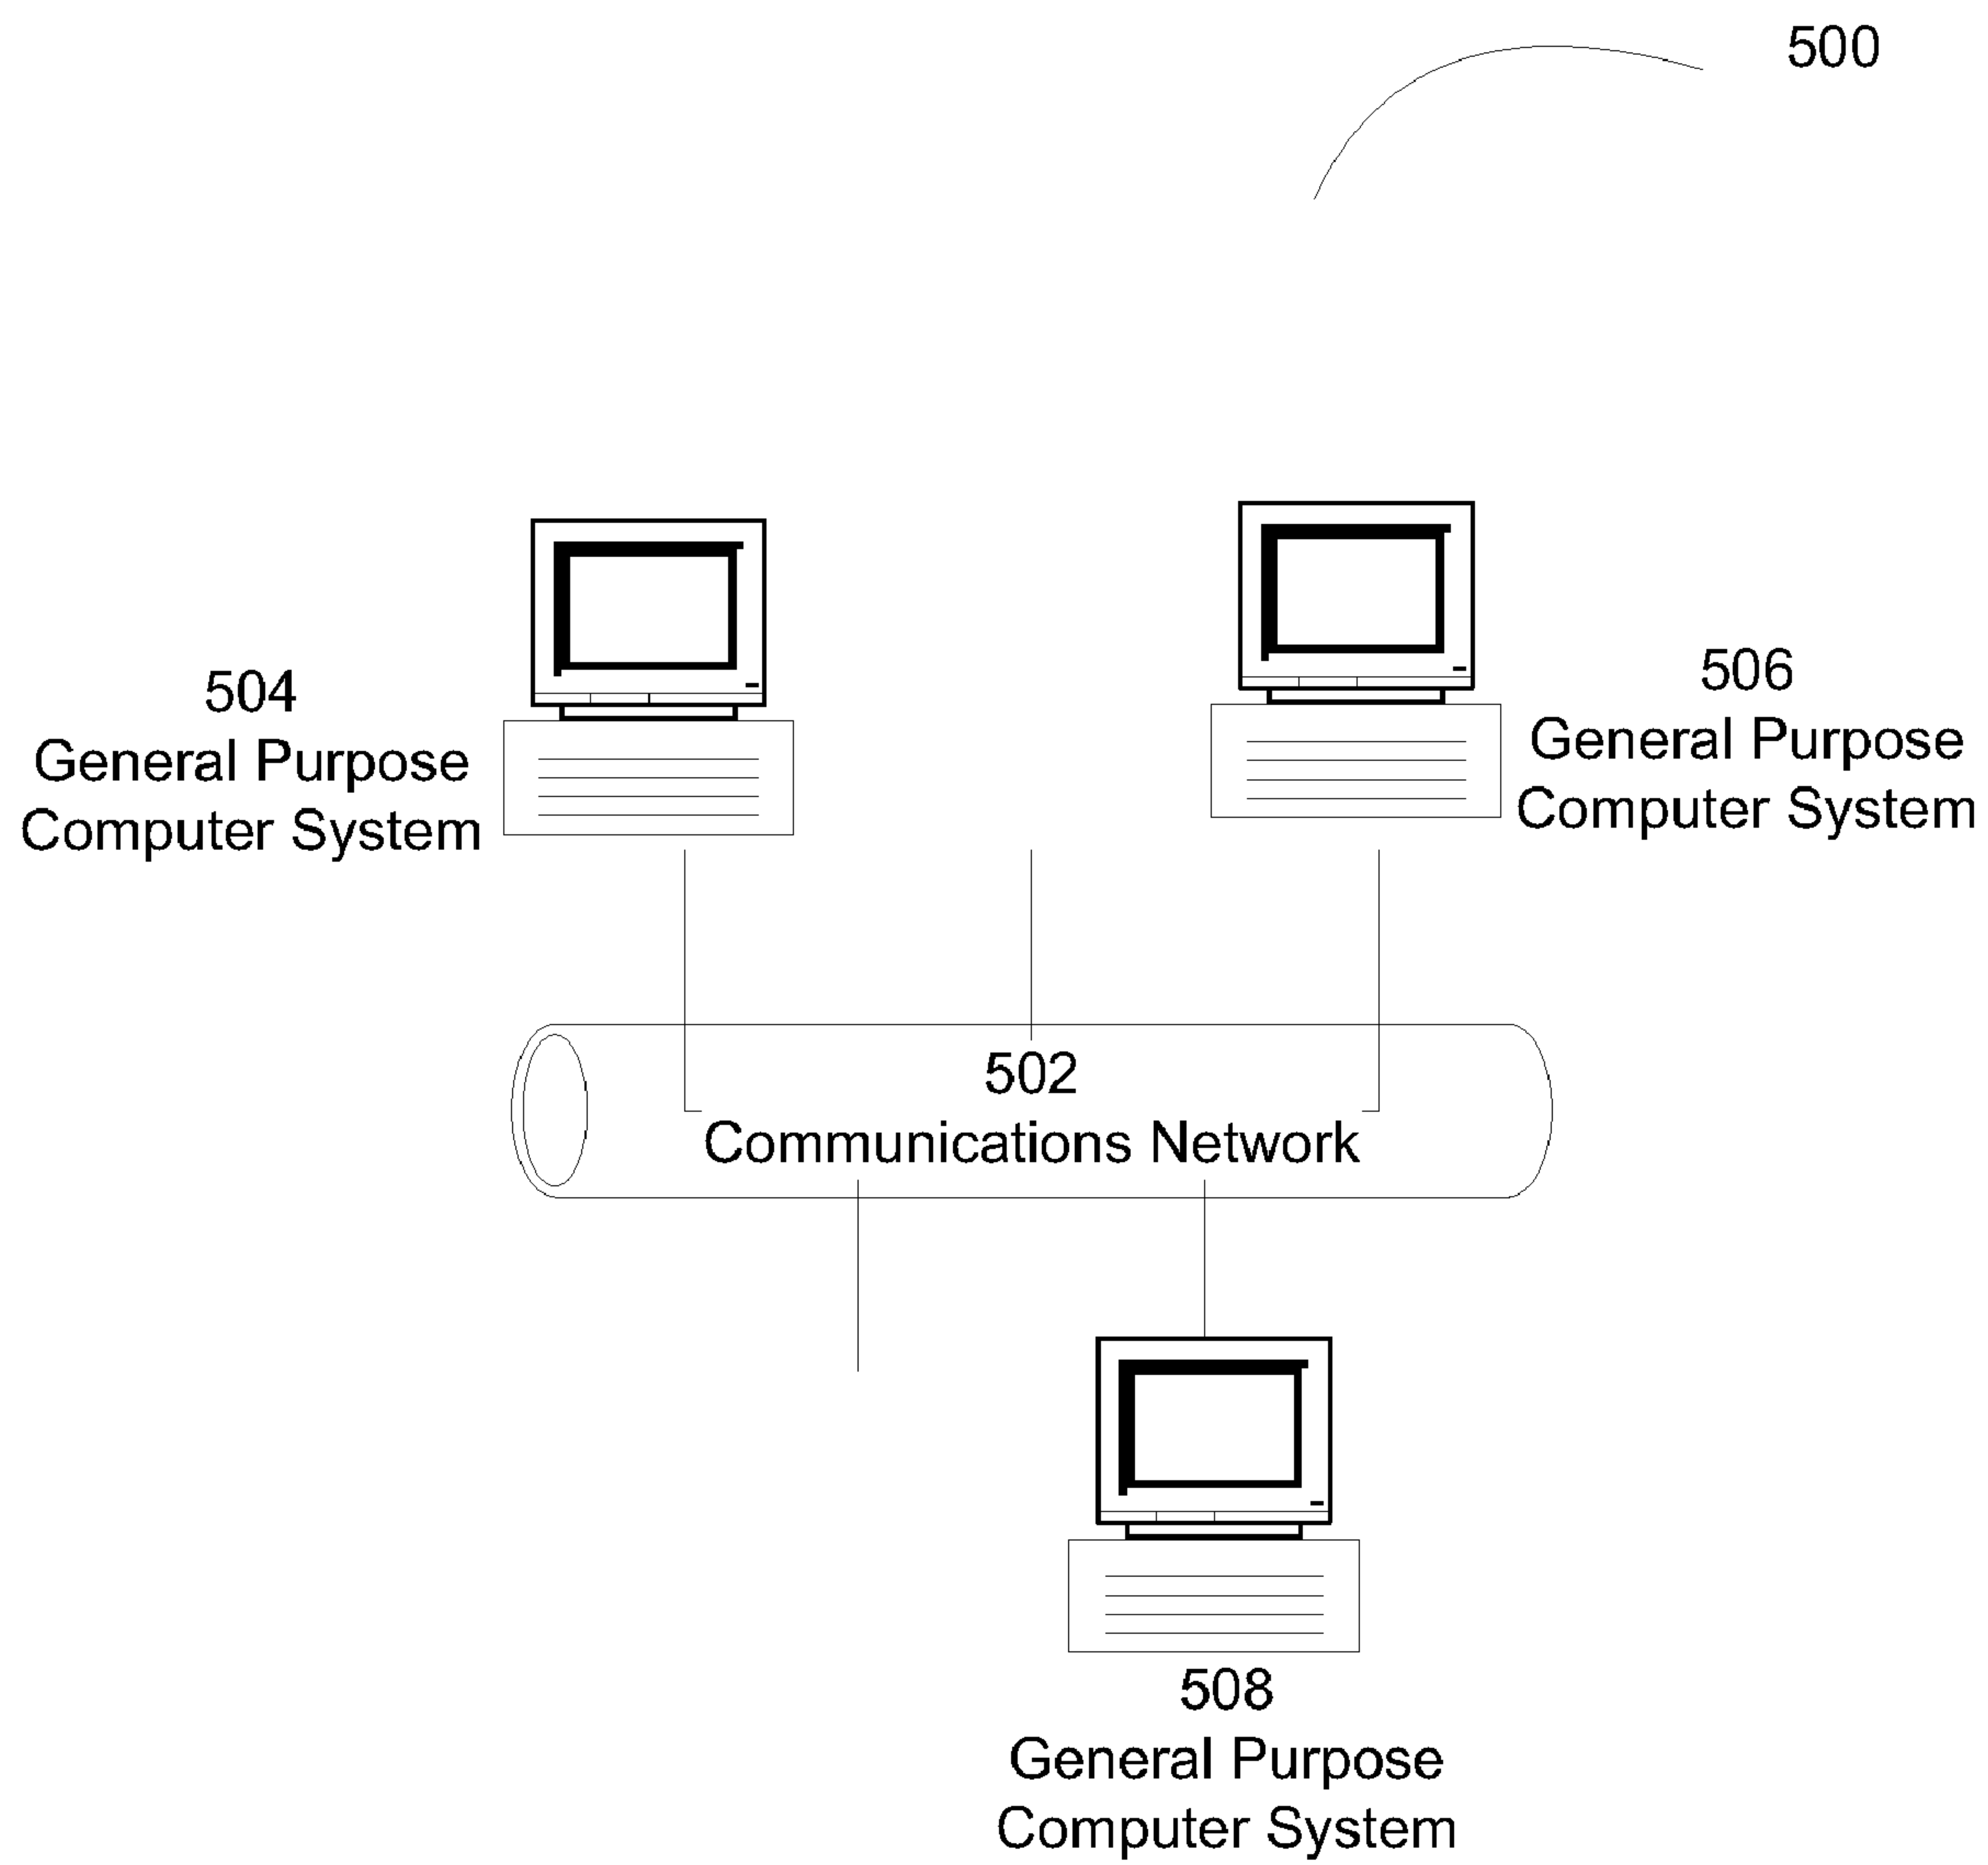 500
504
General Purpose
Computer System
506
General Purpose
Computer System
502
Communications Network
508
General Purpose
Computer System